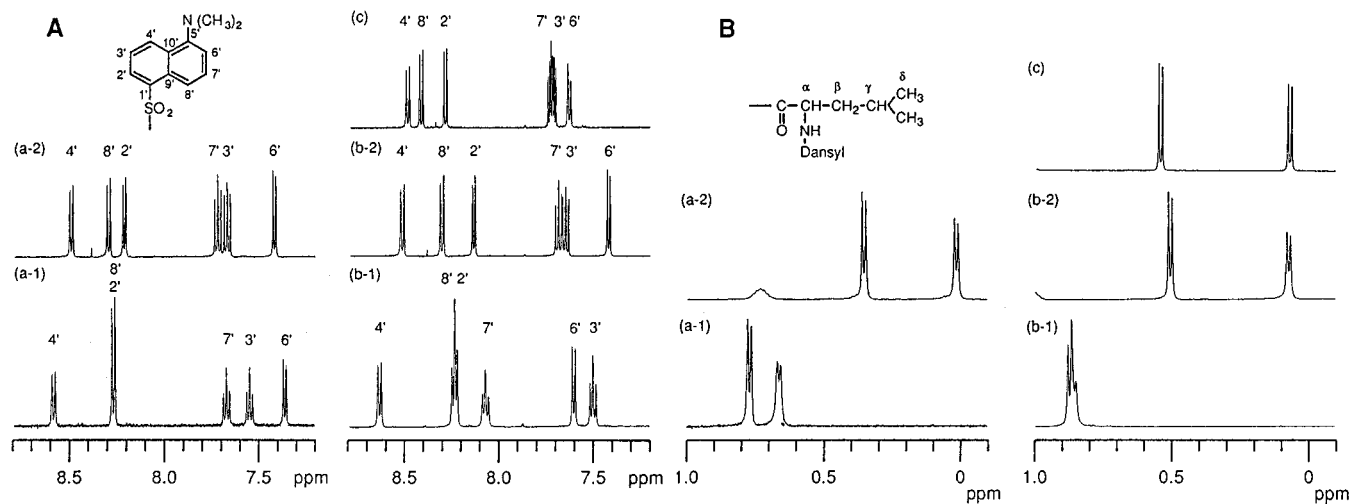 A
N(CH3)2
4' 5'
3' 10' 6'
2' 9' 7'
1' 8'
SO2
(a-2)
4' 8' 2' 7' 3' 6'
(a-1)
8'
2'
4' 7' 3' 6'
8.5 8.0 7.5 ppm
(c)
4' 8' 2' 7' 3' 6'
(b-2)
4' 8' 2' 7' 3' 6'
(b-1)
4' 8' 2' 7' 6' 3'
8.5 8.0 7.5 ppm
B
α β γ δ
C-CH-CH2-CH CH3
CH3
O NH
Dansyl
(a-2)
(a-1)
1.0 0.5 0
ppm
(c)
(b-2)
(b-1)
1.0 0.5 0
ppm